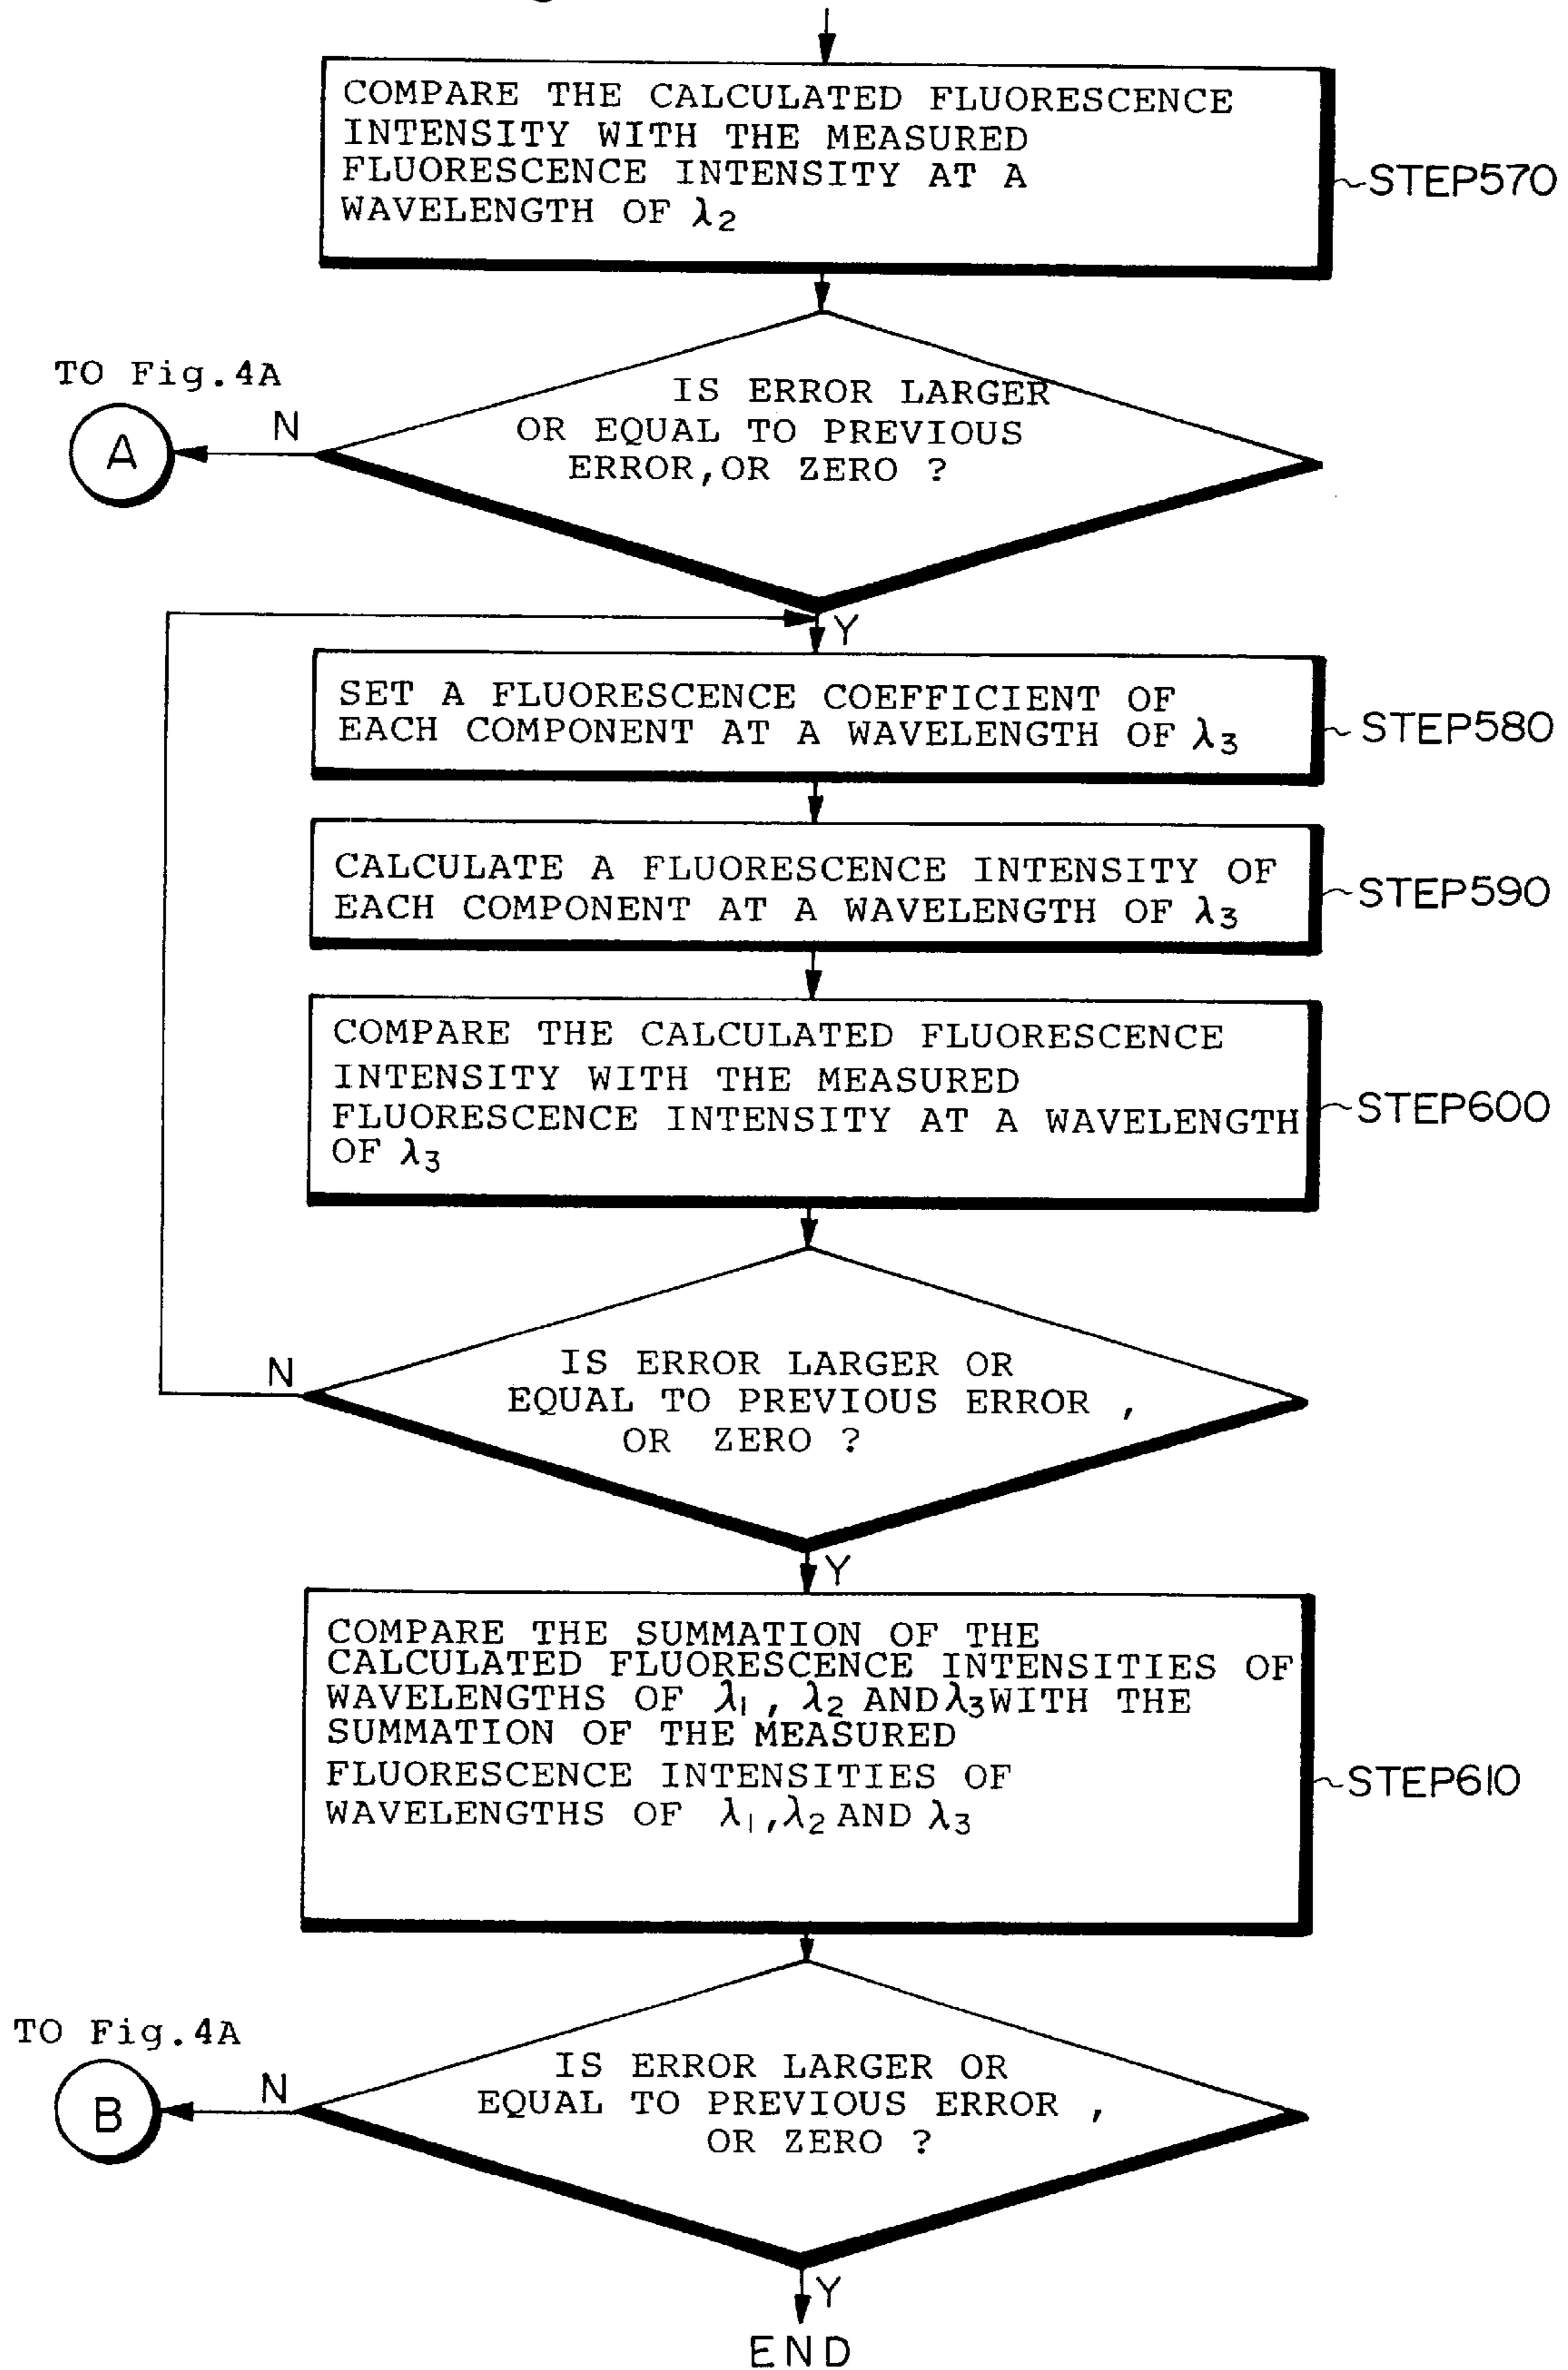 COMPARE THE CALCULATED FLUORESCENCE
INTENSITY WITH THE MEASURED
FLUORESCENCE INTENSITY AT A
WAVELENGTH OF λ2
STEP570
TO Fig.4A
A
N
IS ERROR LARGER
OR EQUAL TO PREVIOUS
ERROR,OR ZERO ?
Y
SET A FLUORESCENCE COEFFICIENT OF
EACH COMPONENT AT A WAVELENGTH OF λ3
STEP580
CALCULATE A FLUORESCENCE INTENSITY OF
EACH COMPONENT AT A WAVELENGTH OF λ3
STEP590
COMPARE THE CALCULATED FLUORESCENCE
INTENSITY WITH THE MEASURED
FLUORESCENCE INTENSITY AT A WAVELENGTH
OF λ3
STEP600
N
IS ERROR LARGER OR
EQUAL TO PREVIOUS ERROR ,
OR ZERO ?
Y
COMPARE THE SUMMATION OF THE
CALCULATED FLUORESCENCE INTENSITIES OF
WAVELENGTHS OF λ1 , λ2 AND λ3 WITH THE
SUMMATION OF THE MEASURED
FLUORESCENCE INTENSITIES OF
WAVELENGTHS OF λ1 ,λ2 AND λ3
STEP610
TO Fig.4A
B
N
IS ERROR LARGER OR
EQUAL TO PREVIOUS ERROR ,
OR ZERO ?
Y
END